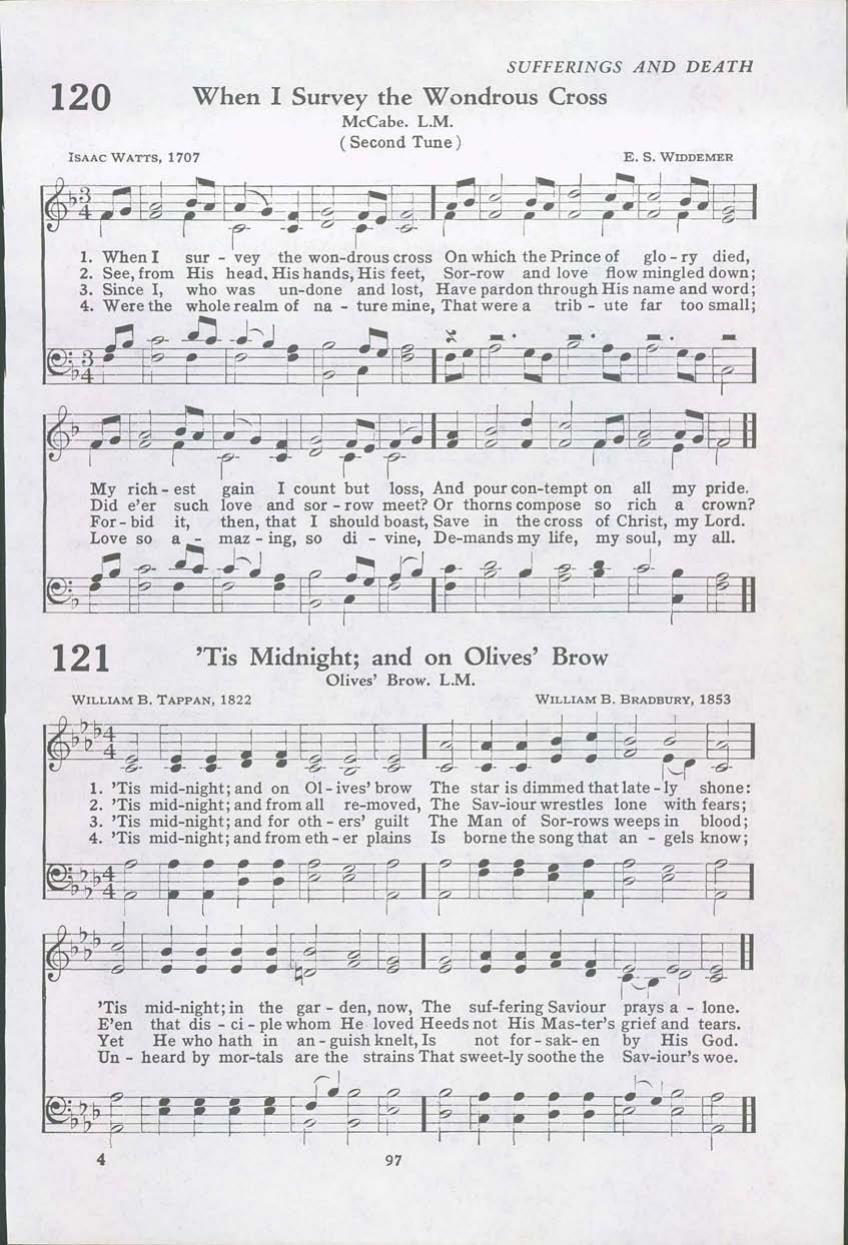 SUFFERINGS AND DEATH
120 When I Survey the Wondrous Cross
McCabe. L.M.
(Second Tune)
ISAAC WATTS, 1707 E. S. WIDDEMER
1. When I sur - vey the won-drous cross On which the Prince of glo - ry died,
2. See, from His head, His hands, His feet, Sor-row and love flow mingled down;
3. Since I, who was un-done and lost, Have pardon through His name and word;
4. Were the whole realm of na - ture mine, That were a trib - ute far too small;
My rich - est gain I count but loss, And pour con-tempt on all my pride.
Did e'er such love and sor - row meet? Or thorns compose so rich a crown?
For - bid it, then, that I should boast, Save in the cross of Christ, my Lord.
Love so a - maz - ing, so di - vine, De-mands my life, my soul, my all.
121 'Tis Midnight; and on Olives' Brow
Olives' Brow. L.M.
WILLIAM B. TAPPAN, 1822 WILLIAM B. BRADBURY, 1853
1. 'Tis mid-night; and on Ol - ives' brow The star is dimmed that late - ly shone:
2. 'Tis mid-night; and from all re-moved, The Sav-iour wrestles lone with fears;
3. 'Tis mid-night; and for oth - ers' guilt The Man of Sor-rows weeps in blood;
4. 'Tis mid-night; and from eth - er plains Is borne the song that an - gels know;
'Tis mid-night; in the gar - den, now, The suf-fering Saviour prays a - lone.
E'en that dis - ci - ple whom He loved Heeds not His Mas-ter's grief and tears.
Yet He who hath in an - guish knelt, Is not for - sak - en by His God.
Un - heard by mor-tals are the strains That sweet-ly soothe the Sav-iour's woe.
4 97